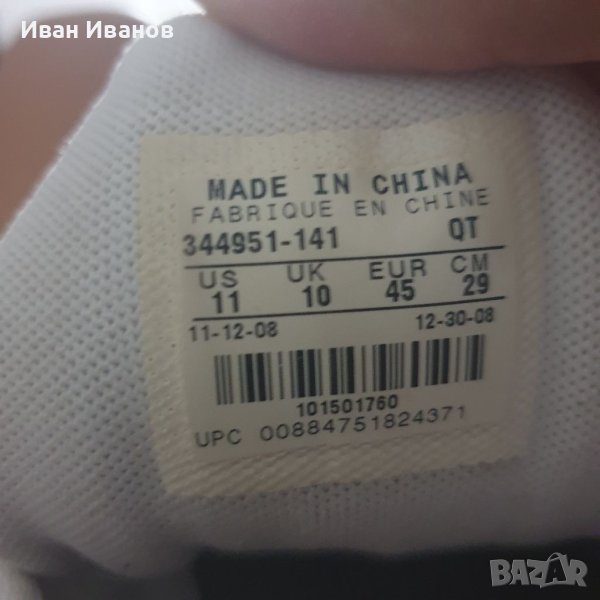 Иван Иванов
MADE IN CHINA
FABRIQUE EN CHINE
344951-141 QT
US UK EUR CM
11 10 45 29
11-12-08 12-30-08
101501760
UPC 00884751824371
BAZAR